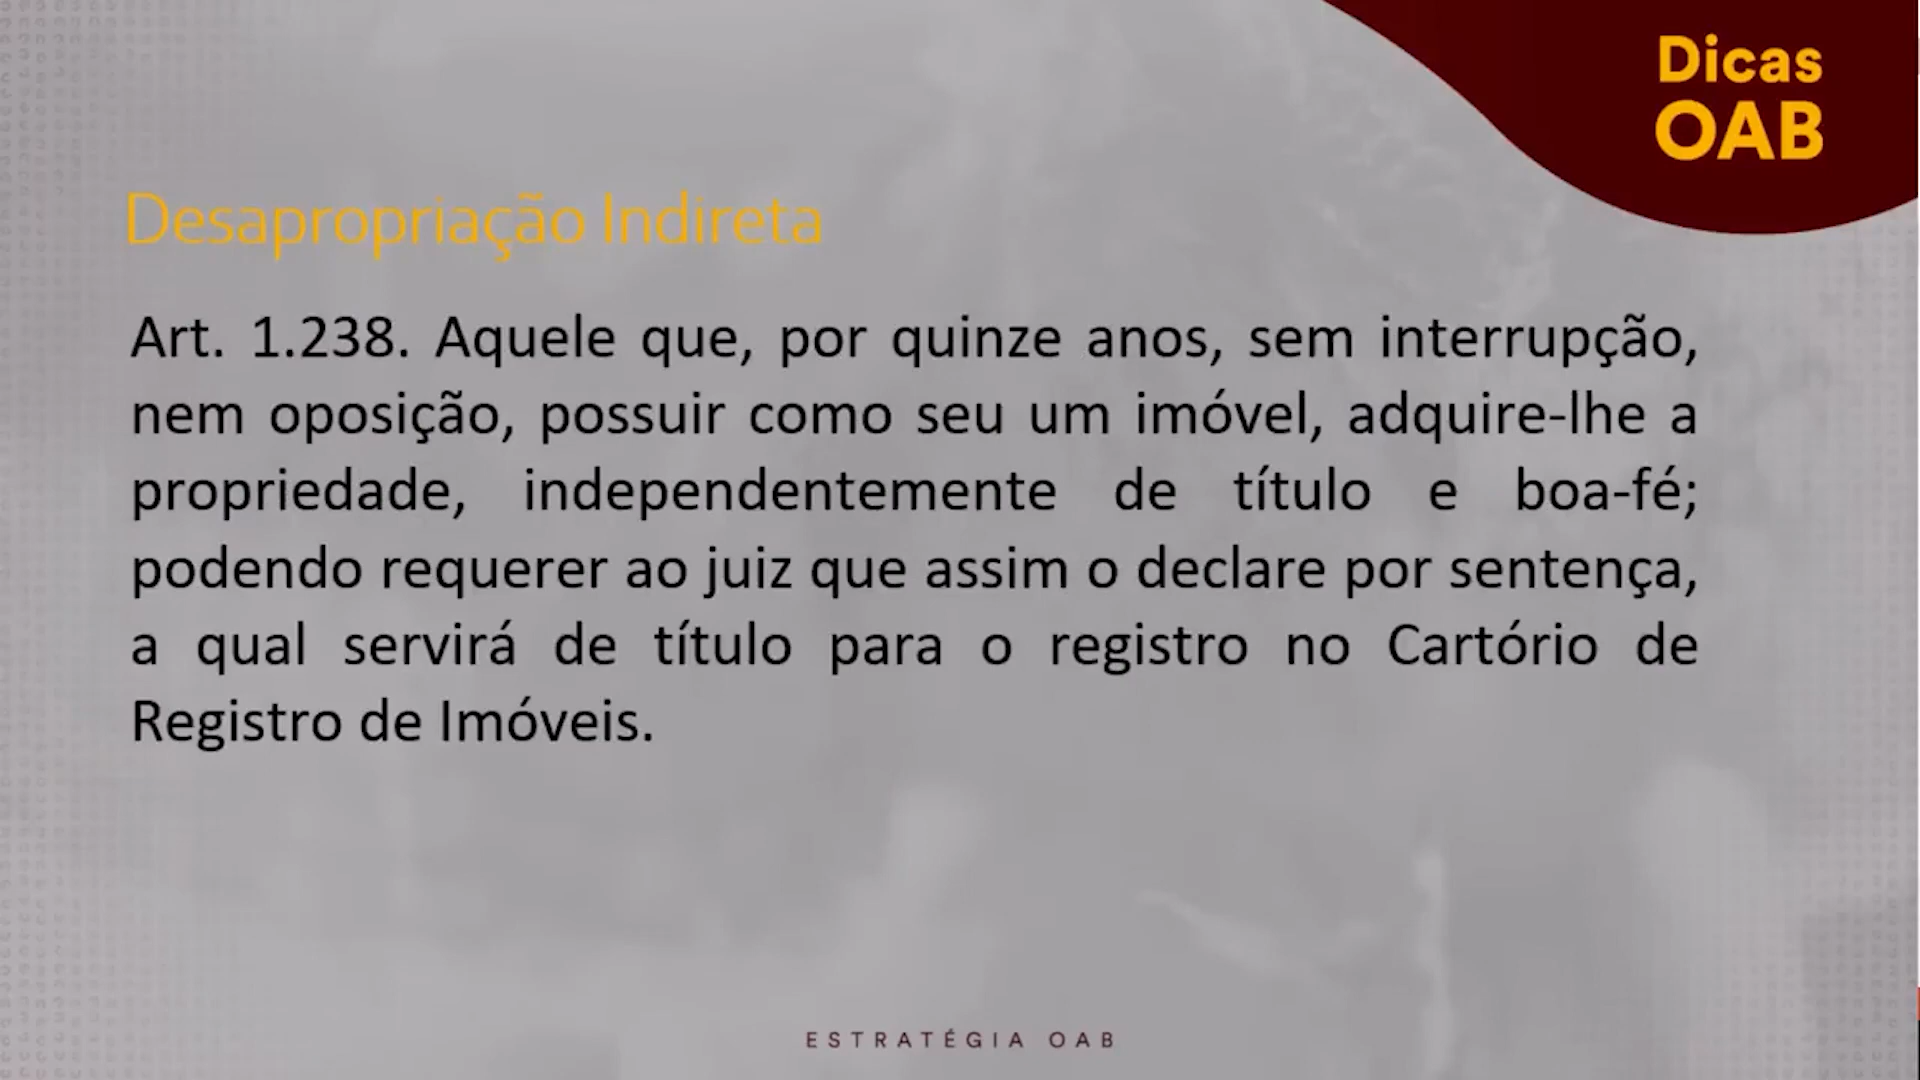 Dicas
OAB
Desapropriação Indireta
Art. 1.238. Aquele que, por quinze anos, sem interrupção,
nem oposição, possuir como seu um imóvel, adquire-lhe a
propriedade, independentemente de título e boa-fé;
podendo requerer ao juiz que assim o declare por sentença,
a qual servirá de título para o registro no Cartório de
Registro de Imóveis.
ESTRATÉGIA OAB